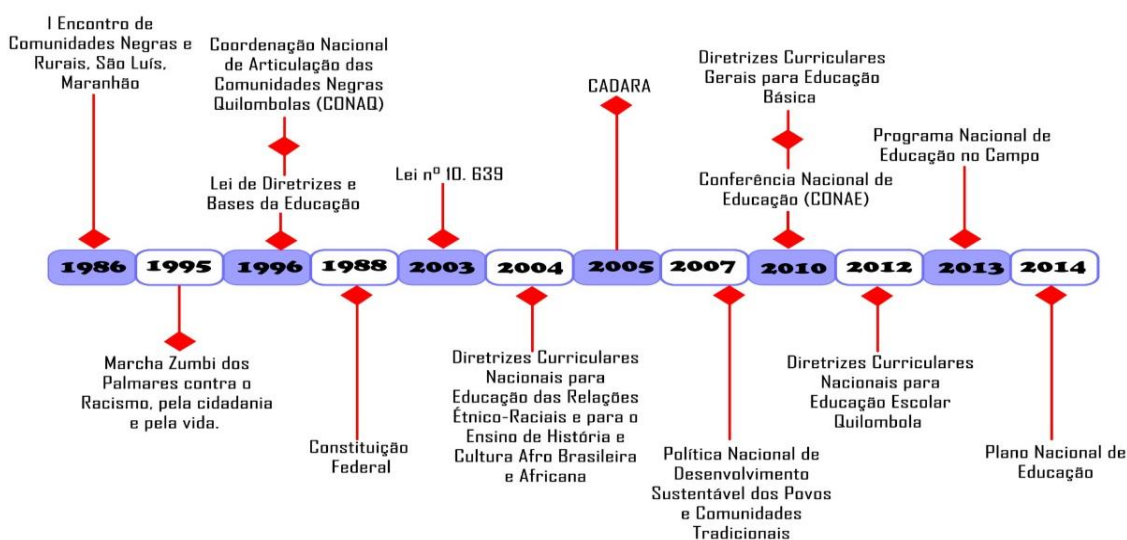 I Encontro de
Comunidades Negras e
Rurais, São Luís,
Maranhão
Coordenação Nacional
de Articulação das
Comunidades Negras
Quilombolas (CONAQ)
Lei de Diretrizes e
Bases da Educação
Lei nº 10. 639
CADARA
Diretrizes Curriculares
Gerais para Educação
Básica
Conferência Nacional de
Educação (CONAE)
Programa Nacional de
Educação no Campo
1986
1995
1996
1988
2003
2004
2005
2007
2010
2012
2013
2014
Marcha Zumbi dos
Palmares contra o
Racismo, pela cidadania
e pela vida.
Constituição
Federal
Diretrizes Curriculares
Nacionais para
Educação das Relações
Étnico-Raciais e para o
Ensino de História e
Cultura Afro Brasileira
e Africana
Política Nacional de
Desenvolvimento
Sustentável dos Povos
e Comunidades
Tradicionais
Diretrizes Curriculares
Nacionais para
Educação Escolar
Quilombola
Plano Nacional de
Educação